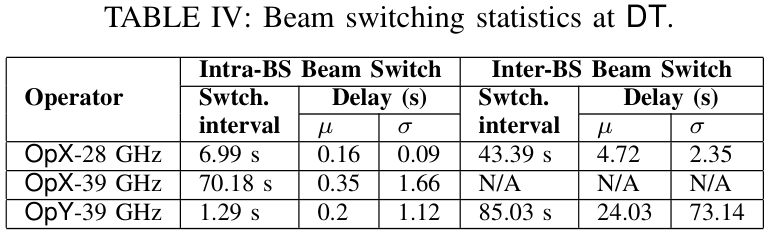 TABLE IV: Beam switching statistics at DT.
Operator Intra-BS Beam Switch Inter-BS Beam Switch
Swtch. interval Delay (s) Swtch. interval Delay (s)
μ σ μ σ
OpX-28 GHz 6.99 s 0.16 0.09 43.39 s 4.72 2.35
OpX-39 GHz 70.18 s 0.35 1.66 N/A N/A N/A
OpY-39 GHz 1.29 s 0.2 1.12 85.03 s 24.03 73.14